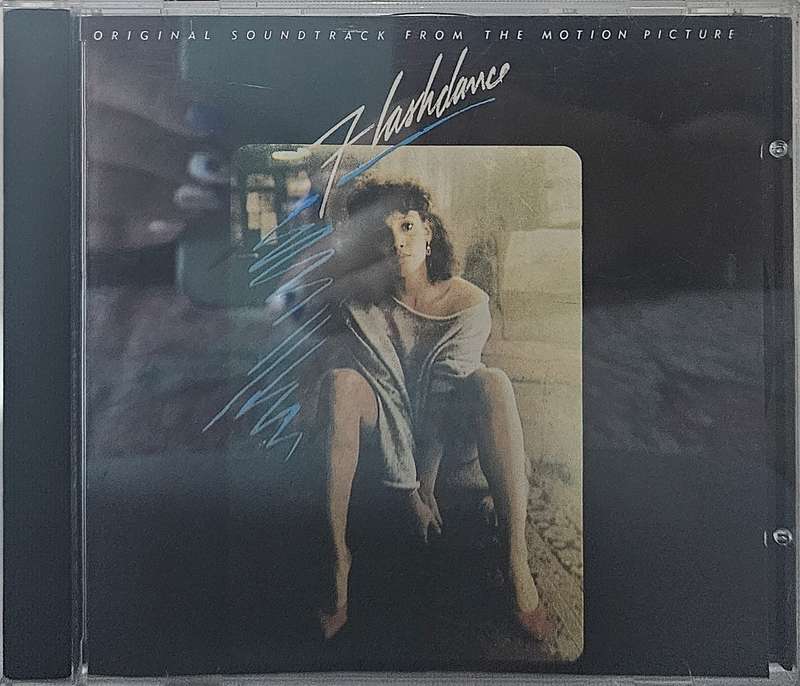 ORIGINAL SOUNDTRACK FROM THE MOTION PICTURE
Flashdance